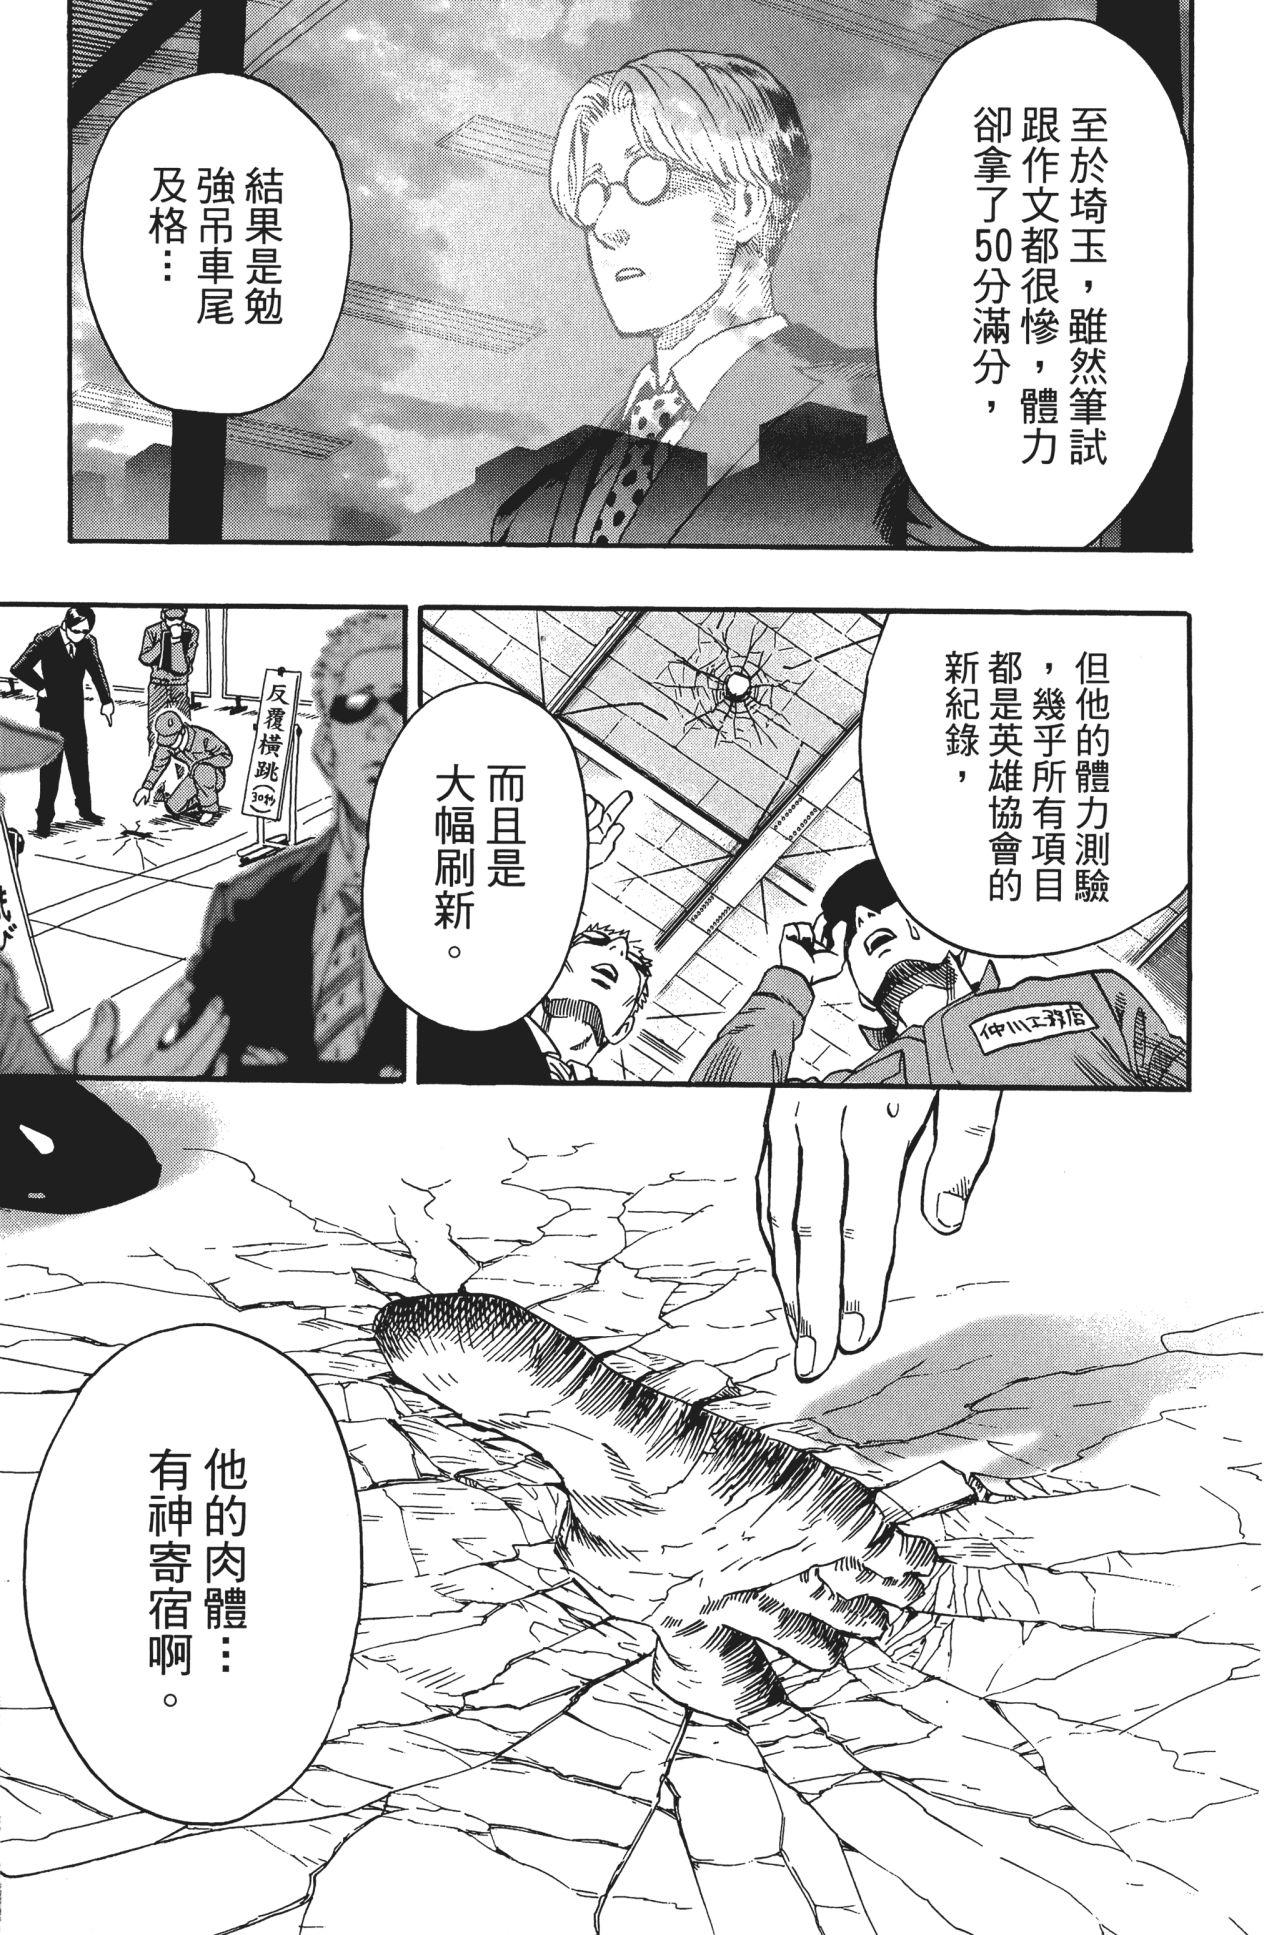 至於埼玉，雖然筆試
跟作文都很慘，體力
卻拿了50分滿分，
結果是勉
強吊車尾
及格…
但他的體力測驗
，幾乎所有項目
都是英雄協會的
新紀錄，
仲川工務店
而且是
大幅刷新。
反覆橫跳
(30秒)
他的肉體…
有神寄宿啊。